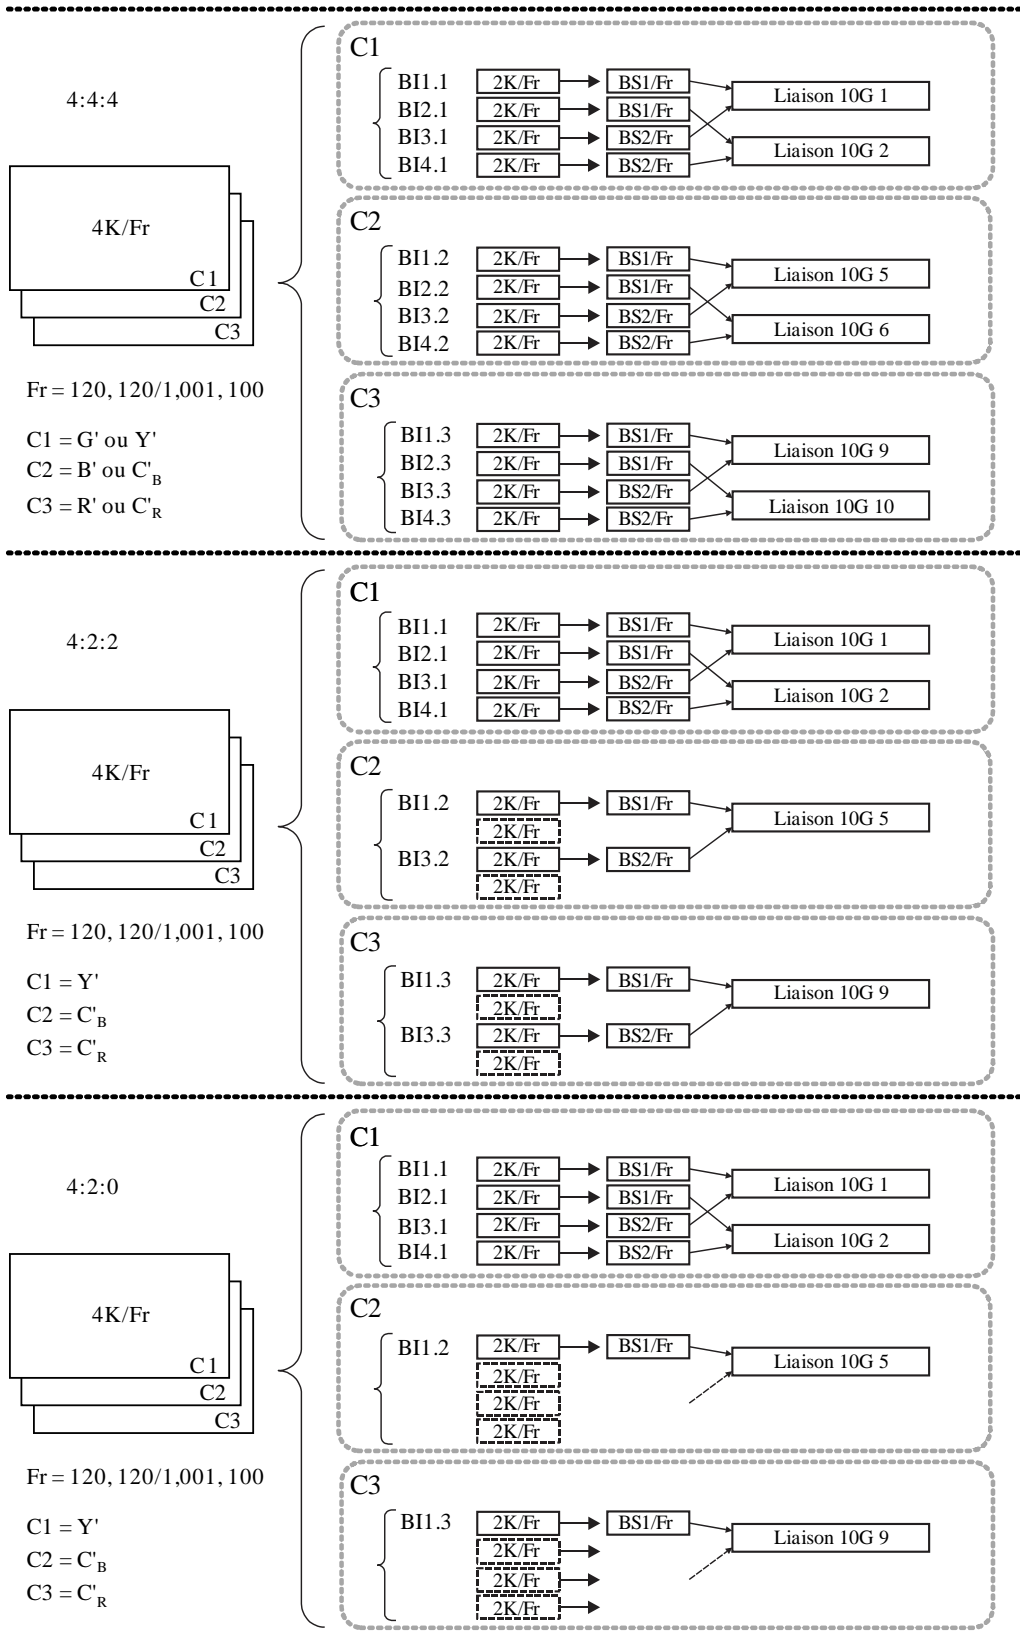 4:4:4
4K/Fr
C1
C2
C3
Fr = 120, 120/1,001, 100
C1 = G' ou Y'
C2 = B' ou C'B
C3 = R' ou C'R
C1
BI1.1 2K/Fr BS1/Fr
BI2.1 2K/Fr BS1/Fr
BI3.1 2K/Fr BS2/Fr
BI4.1 2K/Fr BS2/Fr
Liaison 10G 1
Liaison 10G 2
C2
BI1.2 2K/Fr BS1/Fr
BI2.2 2K/Fr BS1/Fr
BI3.2 2K/Fr BS2/Fr
BI4.2 2K/Fr BS2/Fr
Liaison 10G 5
Liaison 10G 6
C3
BI1.3 2K/Fr BS1/Fr
BI2.3 2K/Fr BS1/Fr
BI3.3 2K/Fr BS2/Fr
BI4.3 2K/Fr BS2/Fr
Liaison 10G 9
Liaison 10G 10
4:2:2
4K/Fr
C1
C2
C3
Fr = 120, 120/1,001, 100
C1 = Y'
C2 = C'B
C3 = C'R
C1
BI1.1 2K/Fr BS1/Fr
BI2.1 2K/Fr BS1/Fr
BI3.1 2K/Fr BS2/Fr
BI4.1 2K/Fr BS2/Fr
Liaison 10G 1
Liaison 10G 2
C2
BI1.2 2K/Fr BS1/Fr
2K/Fr
BI3.2 2K/Fr BS2/Fr
2K/Fr
Liaison 10G 5
C3
BI1.3 2K/Fr BS1/Fr
2K/Fr
BI3.3 2K/Fr BS2/Fr
2K/Fr
Liaison 10G 9
4:2:0
4K/Fr
C1
C2
C3
Fr = 120, 120/1,001, 100
C1 = Y'
C2 = C'B
C3 = C'R
C1
BI1.1 2K/Fr BS1/Fr
BI2.1 2K/Fr BS1/Fr
BI3.1 2K/Fr BS2/Fr
BI4.1 2K/Fr BS2/Fr
Liaison 10G 1
Liaison 10G 2
C2
BI1.2 2K/Fr BS1/Fr
2K/Fr
2K/Fr
2K/Fr
Liaison 10G 5
C3
BI1.3 2K/Fr BS1/Fr
2K/Fr
2K/Fr
2K/Fr
Liaison 10G 9